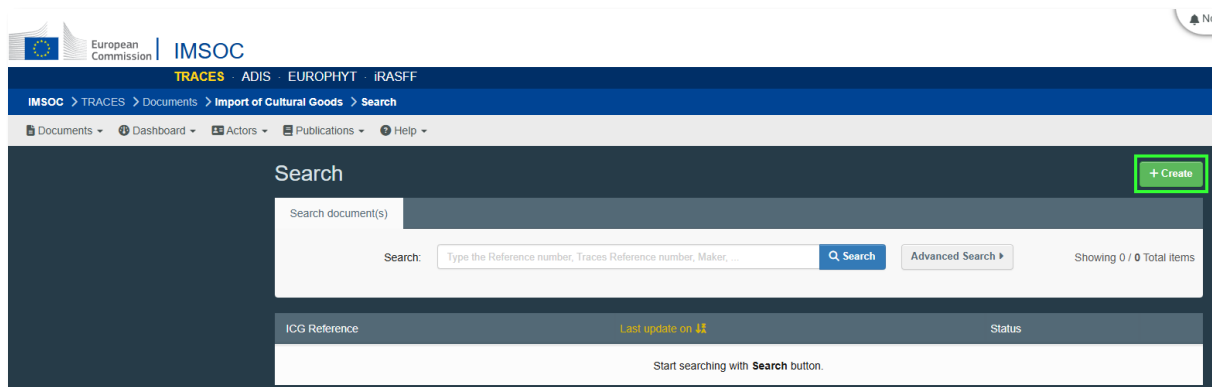 No
European
Commission
IMSOC
TRACES · ADIS · EUROPHYT · iRASFF
IMSOC > TRACES > Documents > Import of Cultural Goods > Search
Documents Dashboard Actors Publications Help
Search
+ Create
Search document(s)
Search: Type the Reference number, Traces Reference number, Maker, ... Search Advanced Search Showing 0 / 0 Total items
ICG Reference Last update on Status
Start searching with Search button.